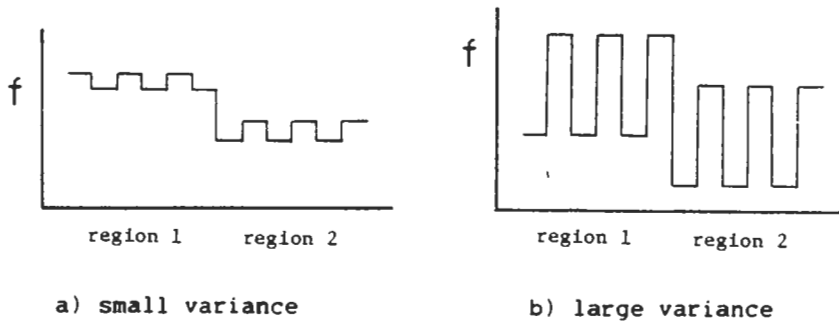 f
region 1
region 2
a) small variance
f
region 1
region 2
b) large variance